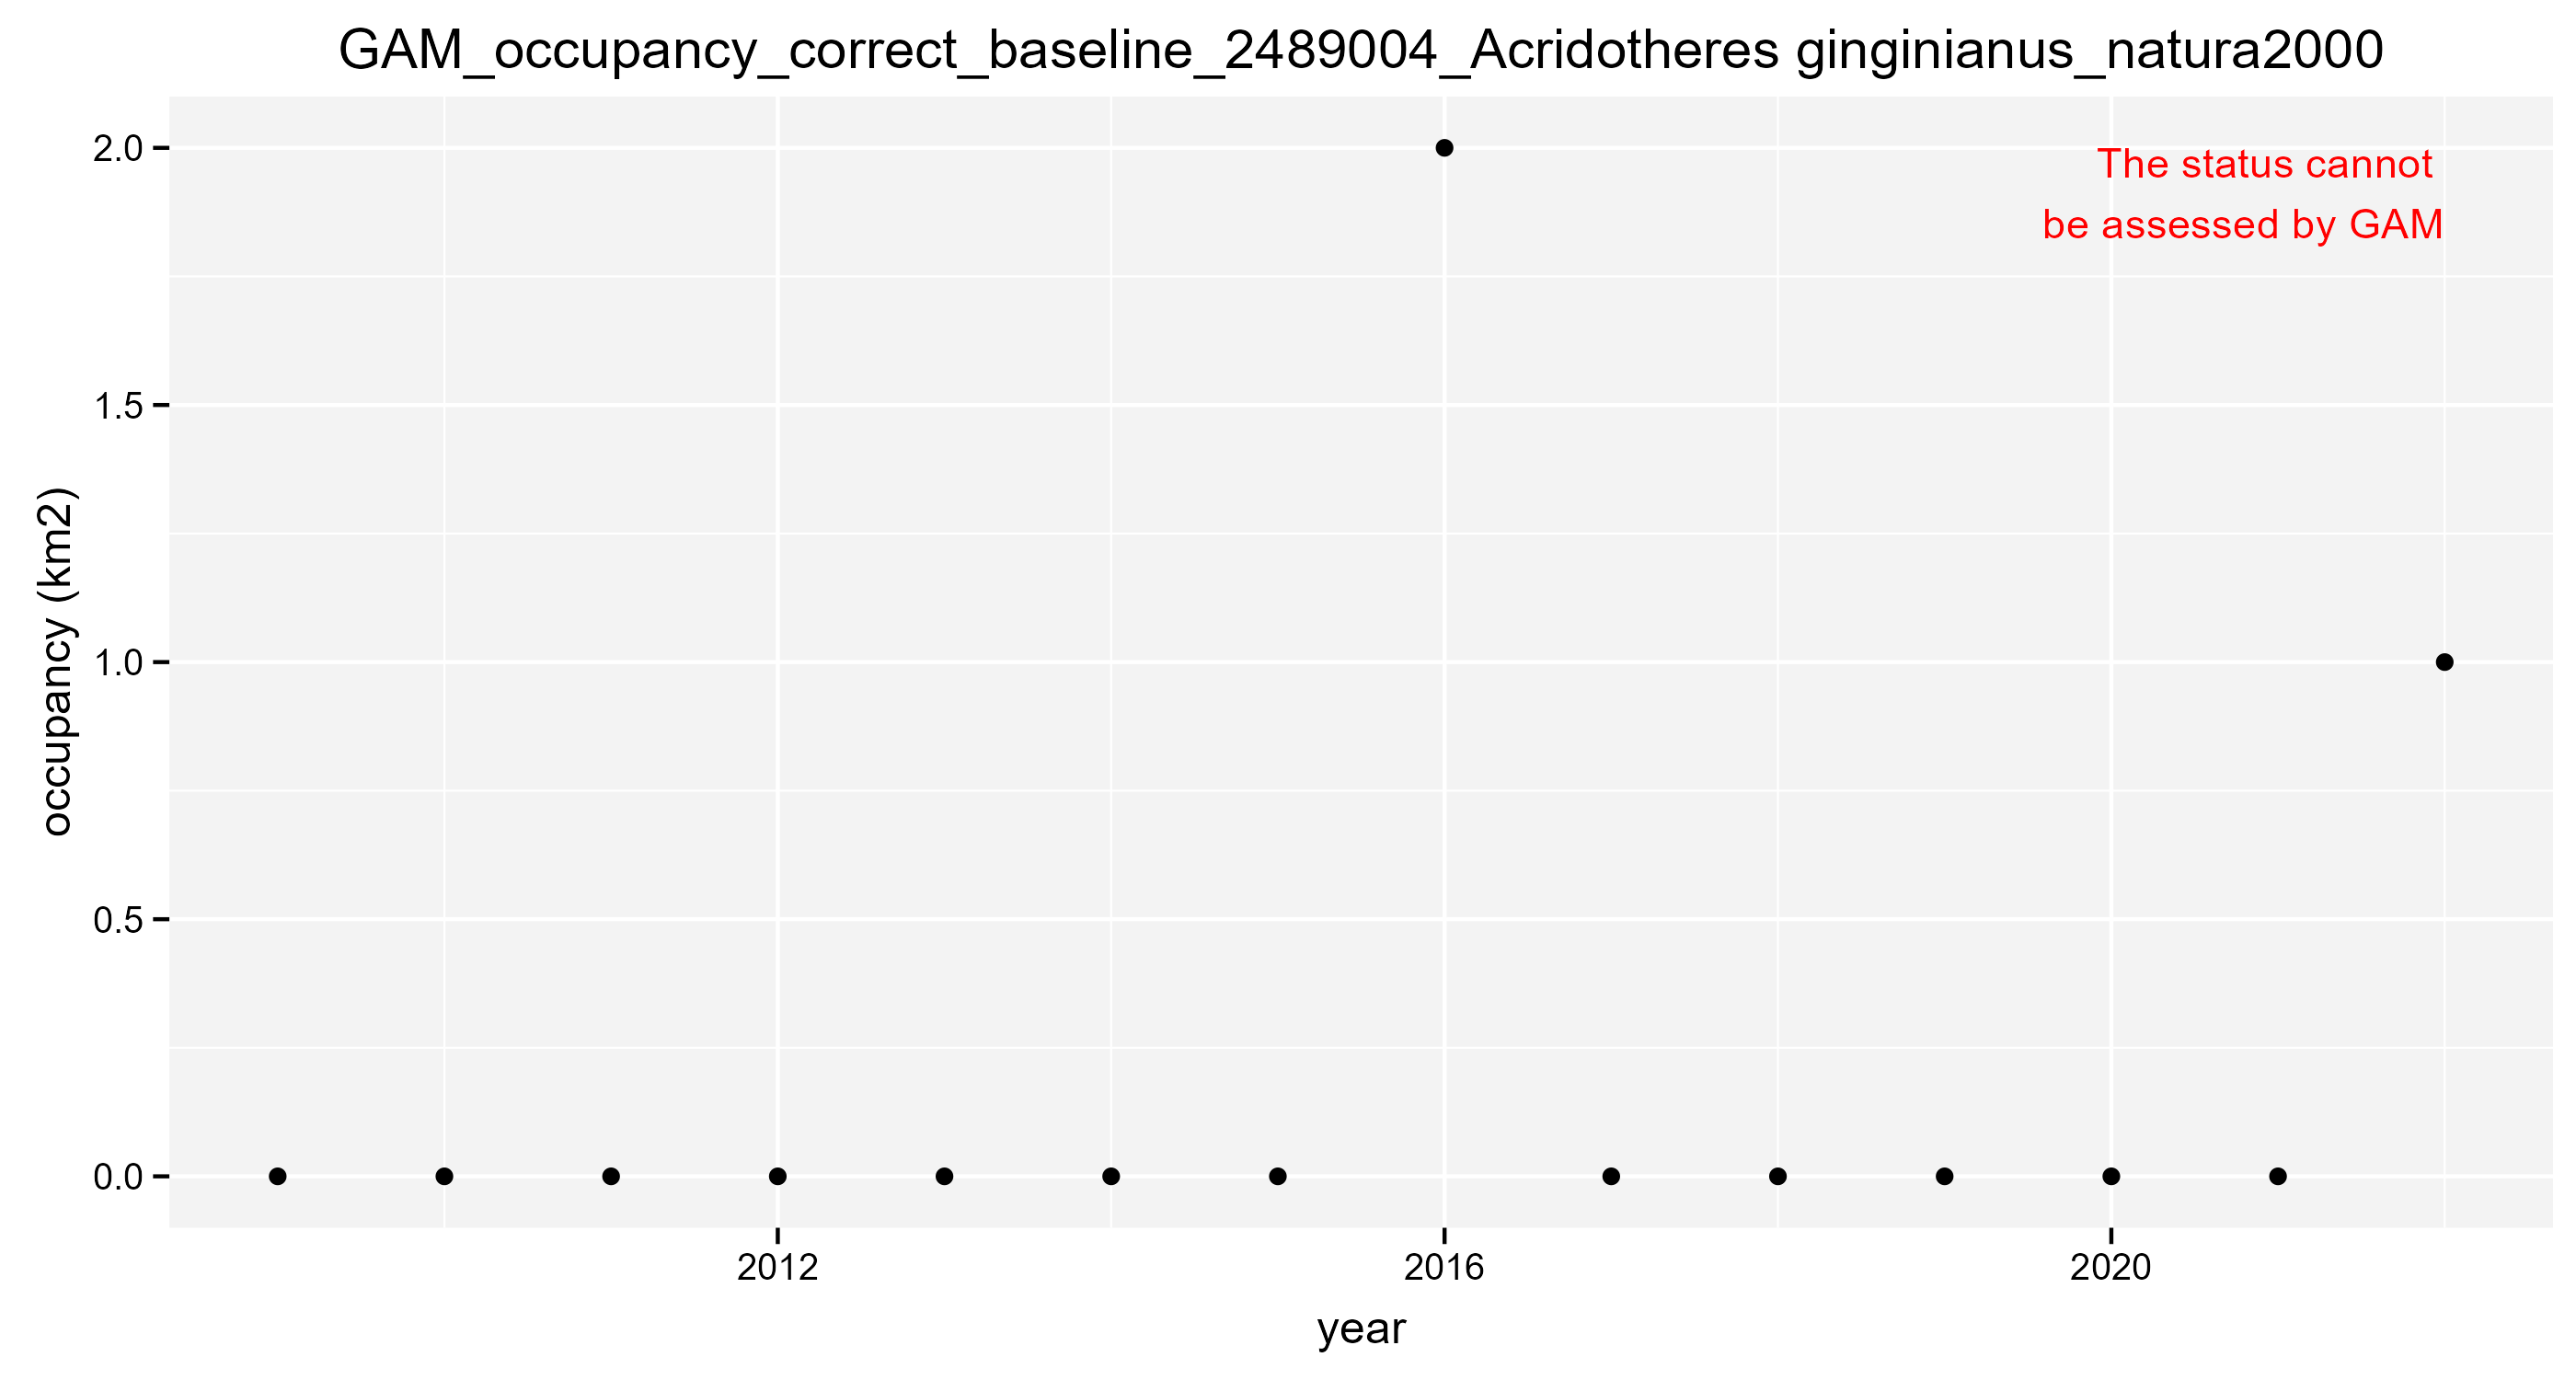 GAM_occupancy_correct_baseline_2489004_Acridotheres ginginianus_natura2000
The status cannot
be assessed by GAM
occupancy (km2)
2.0
1.5
1.0
0.5
0.0
2012
2016
2020
year